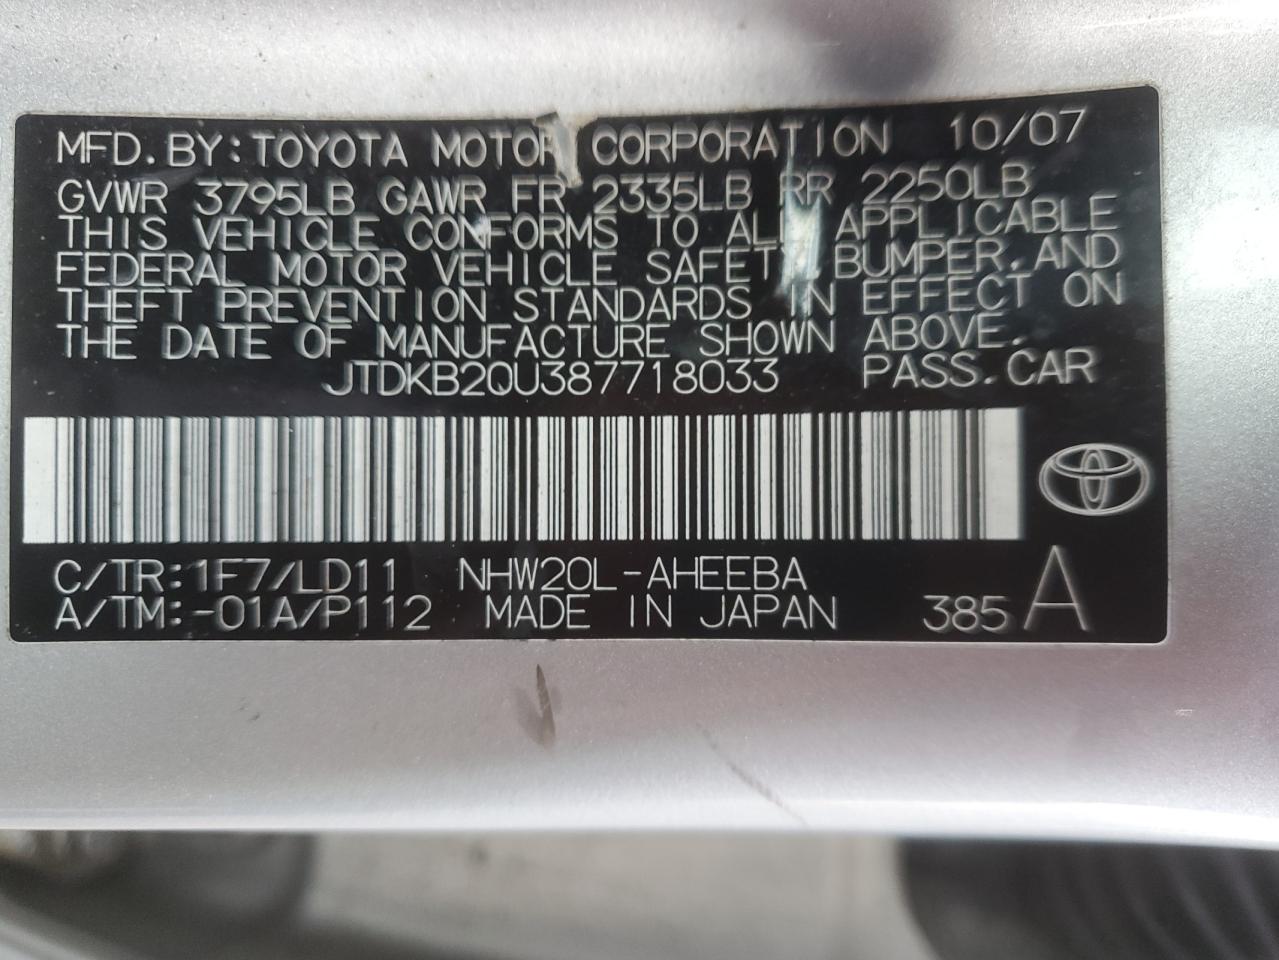 MFD.BY:TOYOTA MOTOR CORPORATION 10/07
GVWR 3795LB GAWR FR 2335LB RR 2250LB
THIS VEHICLE CONFORMS TO ALL APPLICABLE
FEDERAL MOTOR VEHICLE SAFETY,BUMPER,AND
THEFT PREVENTION STANDARDS IN EFFECT ON
THE DATE OF MANUFACTURE SHOWN ABOVE.
JTDKB2QU387718033 PASS.CAR
C/TR:1F7/LD11 NHW20L-AHEEBA
A/TM:-01A/P112 MADE IN JAPAN 385 A